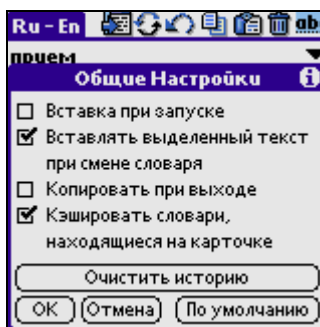 Ru - En ab
прием
Общие Настройки i
Вставка при запуске
Вставлять выделенный текст
при смене словаря
Копировать при выходе
Кэшировать словари,
находящиеся на карточке
Очистить историю
OK Отмена По умолчанию